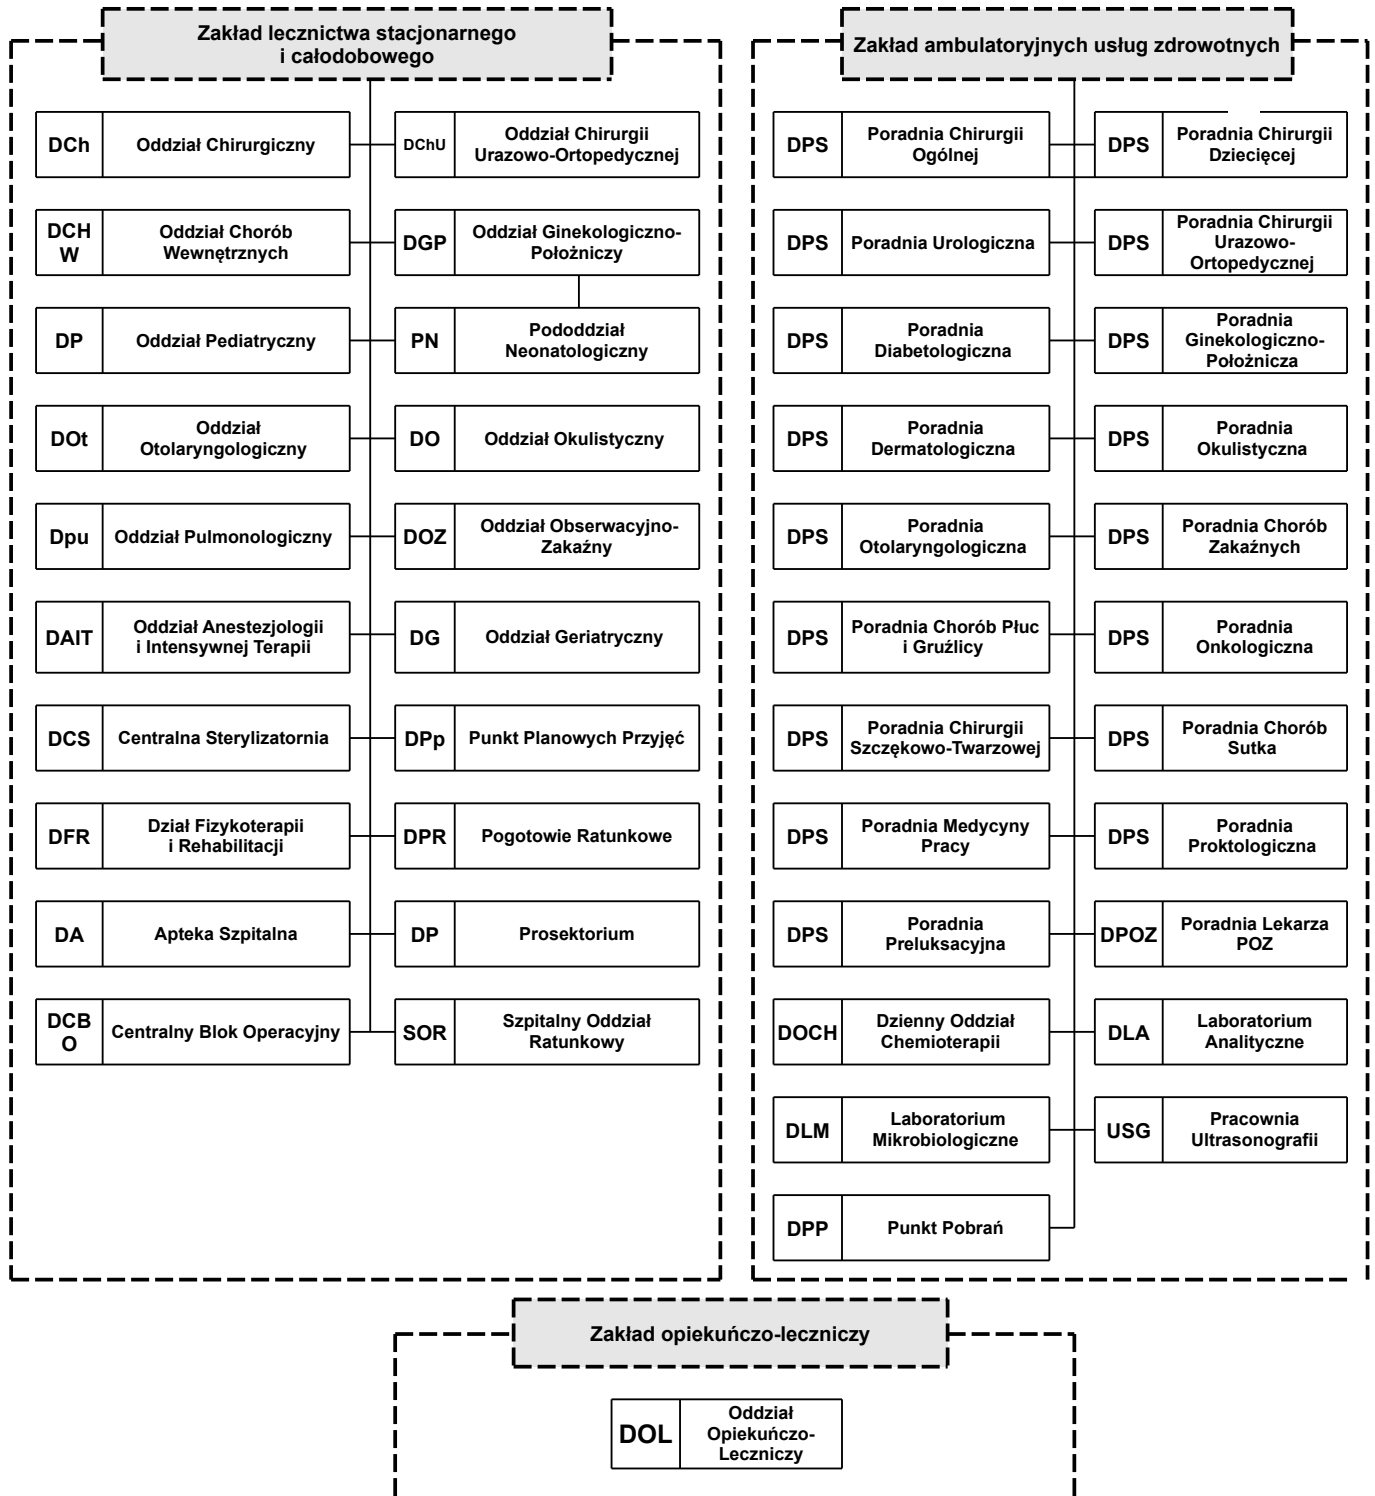 Zakład lecznictwa stacjonarnego
i całodobowego
DCh
Oddział Chirurgiczny
DChU
Oddział Chirurgii
Urazowo-Ortopedycznej
DCH
W
Oddział Chorób
Wewnętrznych
DGP
Oddział Ginekologiczno-
Położniczy
DP
Oddział Pediatryczny
PN
Pododdział
Neonatologiczny
DOt
Oddział
Otolaryngologiczny
DO
Oddział Okulistyczny
Dpu
Oddział Pulmonologiczny
DOZ
Oddział Obserwacyjno-
Zakaźny
DAIT
Oddział Anestezjologii
i Intensywnej Terapii
DG
Oddział Geriatryczny
DCS
Centralna Sterylizatornia
DPp
Punkt Planowych Przyjęć
DFR
Dział Fizykoterapii
i Rehabilitacji
DPR
Pogotowie Ratunkowe
DA
Apteka Szpitalna
DP
Prosektorium
DCB
O
Centralny Blok Operacyjny
SOR
Szpitalny Oddział
Ratunkowy
Zakład ambulatoryjnych usług zdrowotnych
DPS
Poradnia Chirurgii
Ogólnej
DPS
Poradnia Chirurgii
Dziecięcej
DPS
Poradnia Urologiczna
DPS
Poradnia Chirurgii
Urazowo-
Ortopedycznej
DPS
Poradnia
Diabetologiczna
DPS
Poradnia
Ginekologiczno-
Położnicza
DPS
Poradnia
Dermatologiczna
DPS
Poradnia
Okulistyczna
DPS
Poradnia
Otolaryngologiczna
DPS
Poradnia Chorób
Zakaźnych
DPS
Poradnia Chorób Płuc
i Gruźlicy
DPS
Poradnia
Onkologiczna
DPS
Poradnia Chirurgii
Szczękowo-Twarzowej
DPS
Poradnia Chorób
Sutka
DPS
Poradnia Medycyny
Pracy
DPS
Poradnia
Proktologiczna
DPS
Poradnia
Preluksacyjna
DPOZ
Poradnia Lekarza
POZ
DOCH
Dzienny Oddział
Chemioterapii
DLA
Laboratorium
Analityczne
DLM
Laboratorium
Mikrobiologiczne
USG
Pracownia
Ultrasonografii
DPP
Punkt Pobrań
Zakład opiekuńczo-leczniczy
DOL
Oddział
Opiekuńczo-
Leczniczy